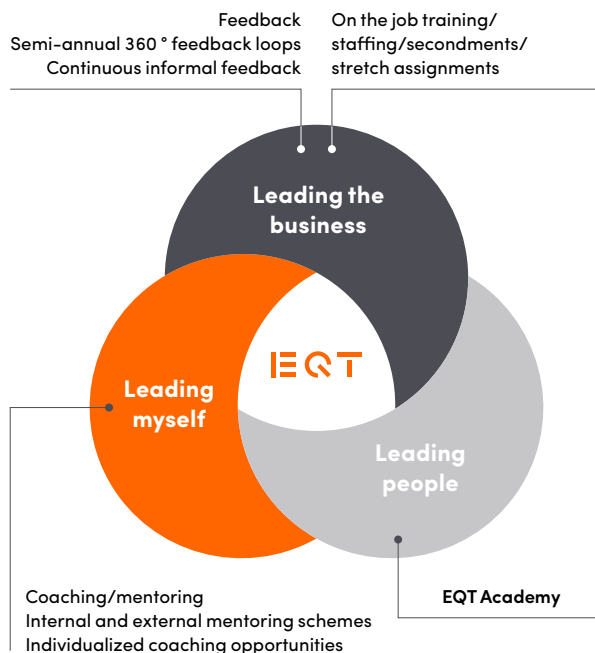 Feedback
Semi-annual 360 ° feedback loops
Continuous informal feedback
On the job training/
staffing/secondments/
stretch assignments
Leading the
business
EQT
Leading
myself
Leading
people
Coaching/mentoring
Internal and external mentoring schemes
Individualized coaching opportunities
EQT Academy